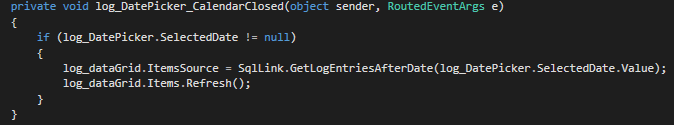 private void log_DatePicker_CalendarClosed(object sender, RoutedEventArgs e)
{
    if (log_DatePicker.SelectedDate != null)
    {
        log_dataGrid.ItemsSource = SqlLink.GetLogEntriesAfterDate(log_DatePicker.SelectedDate.Value);
        log_dataGrid.Items.Refresh();
    }
}